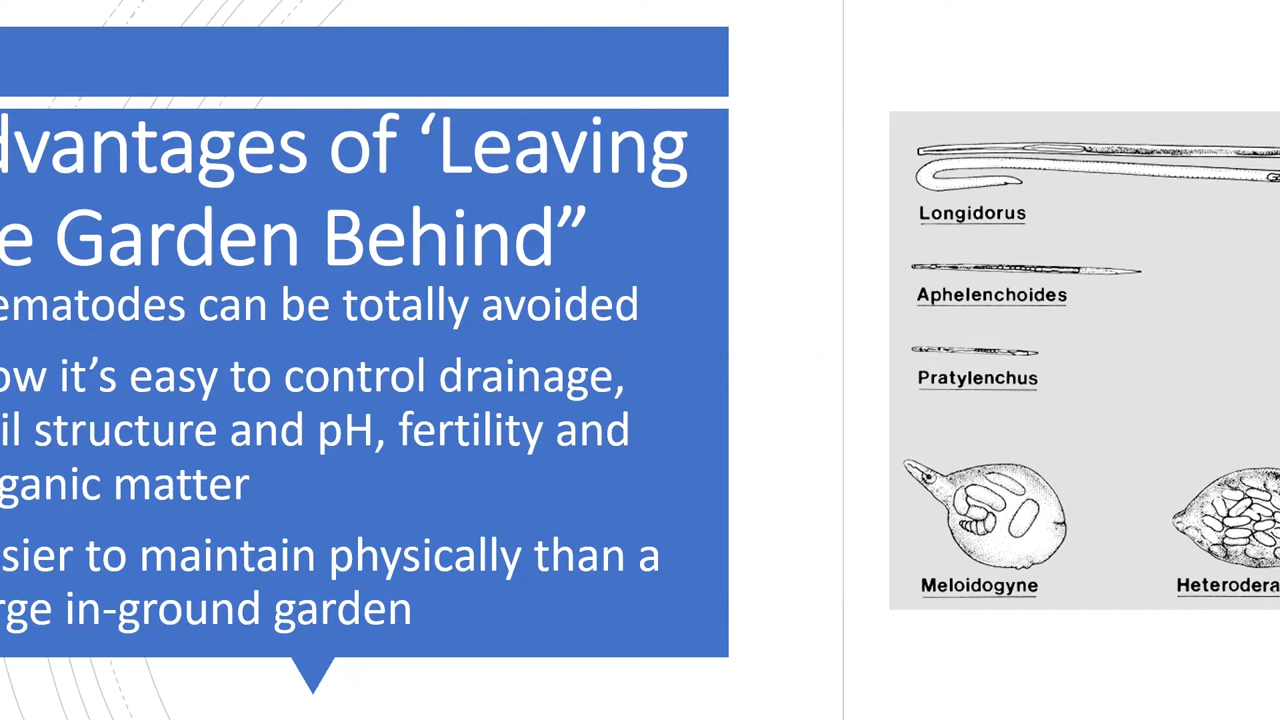 dvantages of ‘Leaving
e Garden Behind”
ematodes can be totally avoided
ow it’s easy to control drainage,
il structure and pH, fertility and
ganic matter
sier to maintain physically than a
rge in-ground garden
Longidorus
Aphelenchoides
Pratylenchus
Meloidogyne
Heterodera